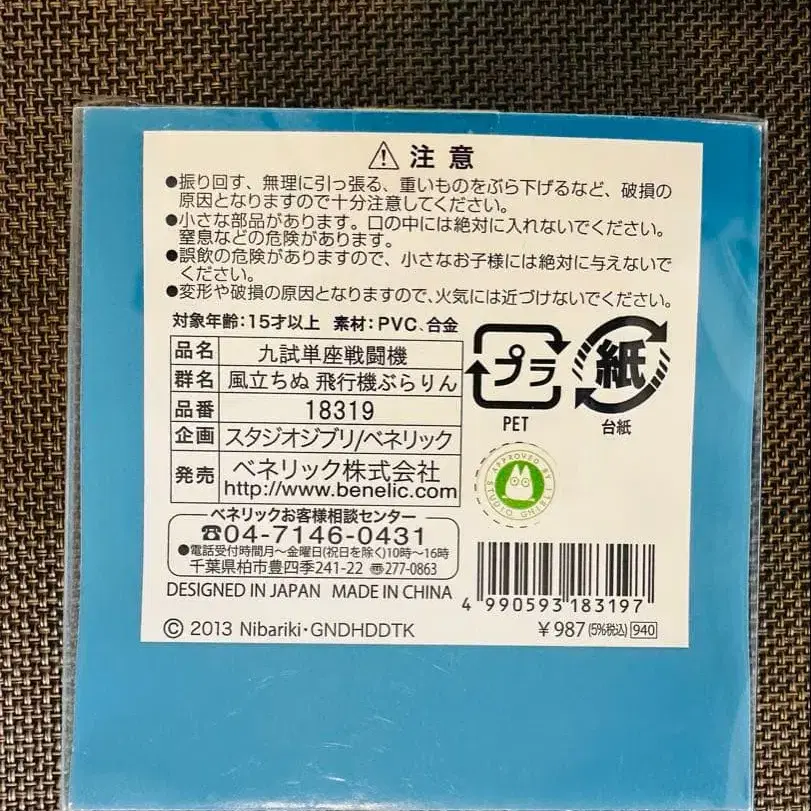 注意
●振り回す、無理に引っ張る、重いものをぶら下げるなど、破損の
原因となりますので十分注意してください。
●小さな部品があります。口の中には絶対に入れないでください。
窒息などの危険があります。
●誤飲の危険がありますので、小さなお子様には絶対に与えないで
ください。
●変形や破損の原因となりますので、火気には近づけないでください。
対象年齢:15才以上 素材:PVC、合金
品名 九試単座戦闘機
群名 風立ちぬ 飛行機ぶらりん
品番 18319
企画 スタジオジブリ/ベネリック
発売 ベネリック株式会社
http://www.benelic.com
プラ
PET
紙
台紙
APPROVED BY
STUDIO GHIBLI
ベネリックお客様相談センター
☎04-7146-0431
●電話受付時間月~金曜日(祝日を除く)10時~16時
千葉県柏市豊四季241-22 〠277-0863
DESIGNED IN JAPAN MADE IN CHINA
4 990593 183197
© 2013 Nibariki・GNDHDDTK
¥987(5%税込) 940